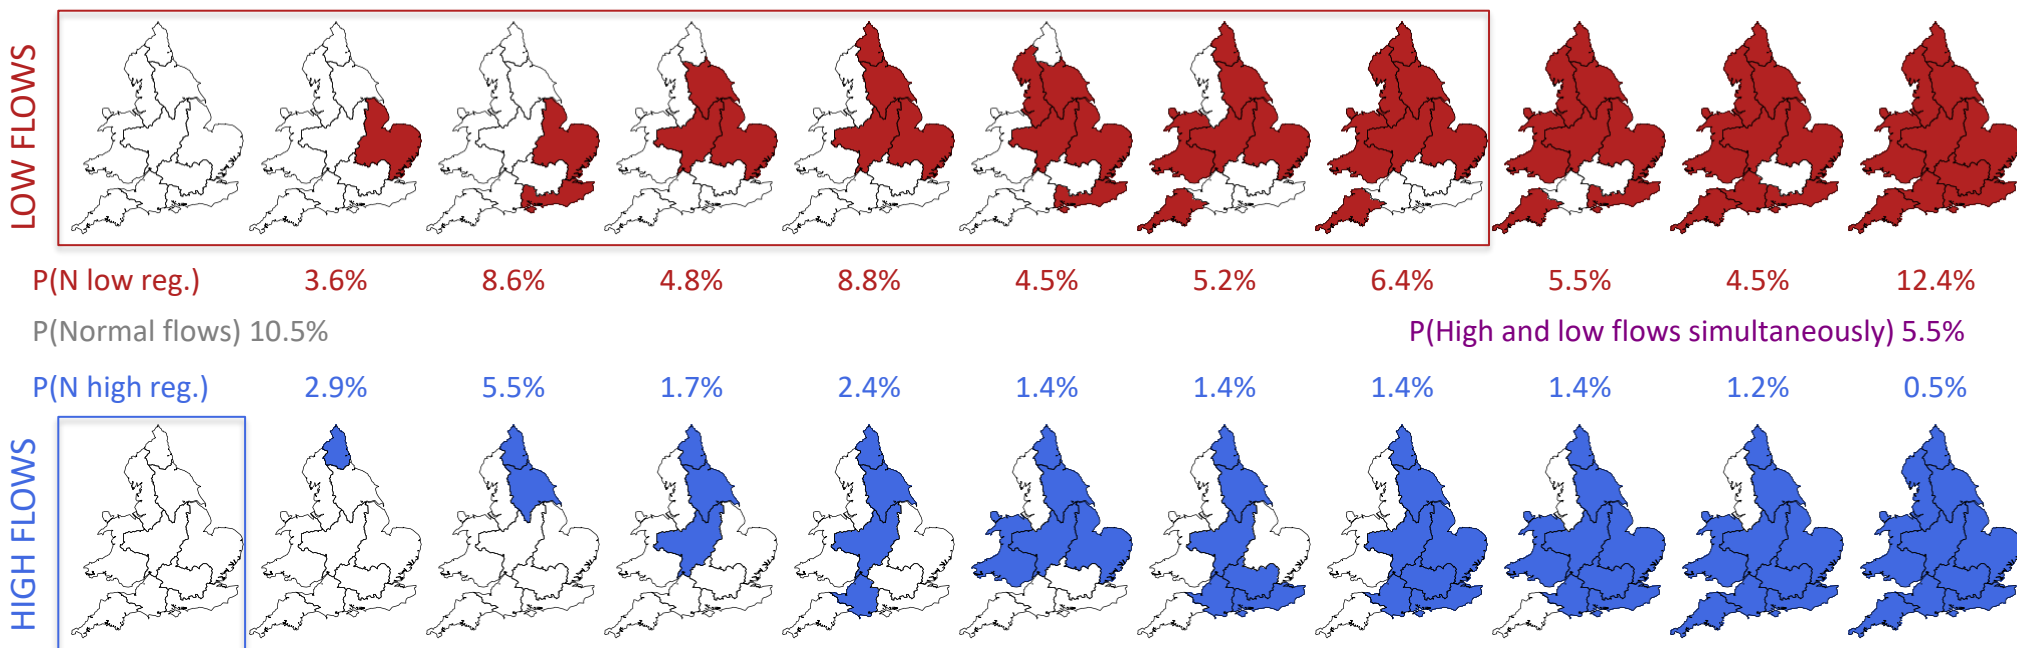 LOW FLOWS
P(N low reg.) 3.6% 8.6% 4.8% 8.8% 4.5% 5.2% 6.4% 5.5% 4.5% 12.4%
P(Normal flows) 10.5% P(High and low flows simultaneously) 5.5%
P(N high reg.) 2.9% 5.5% 1.7% 2.4% 1.4% 1.4% 1.4% 1.4% 1.2% 0.5%
HIGH FLOWS